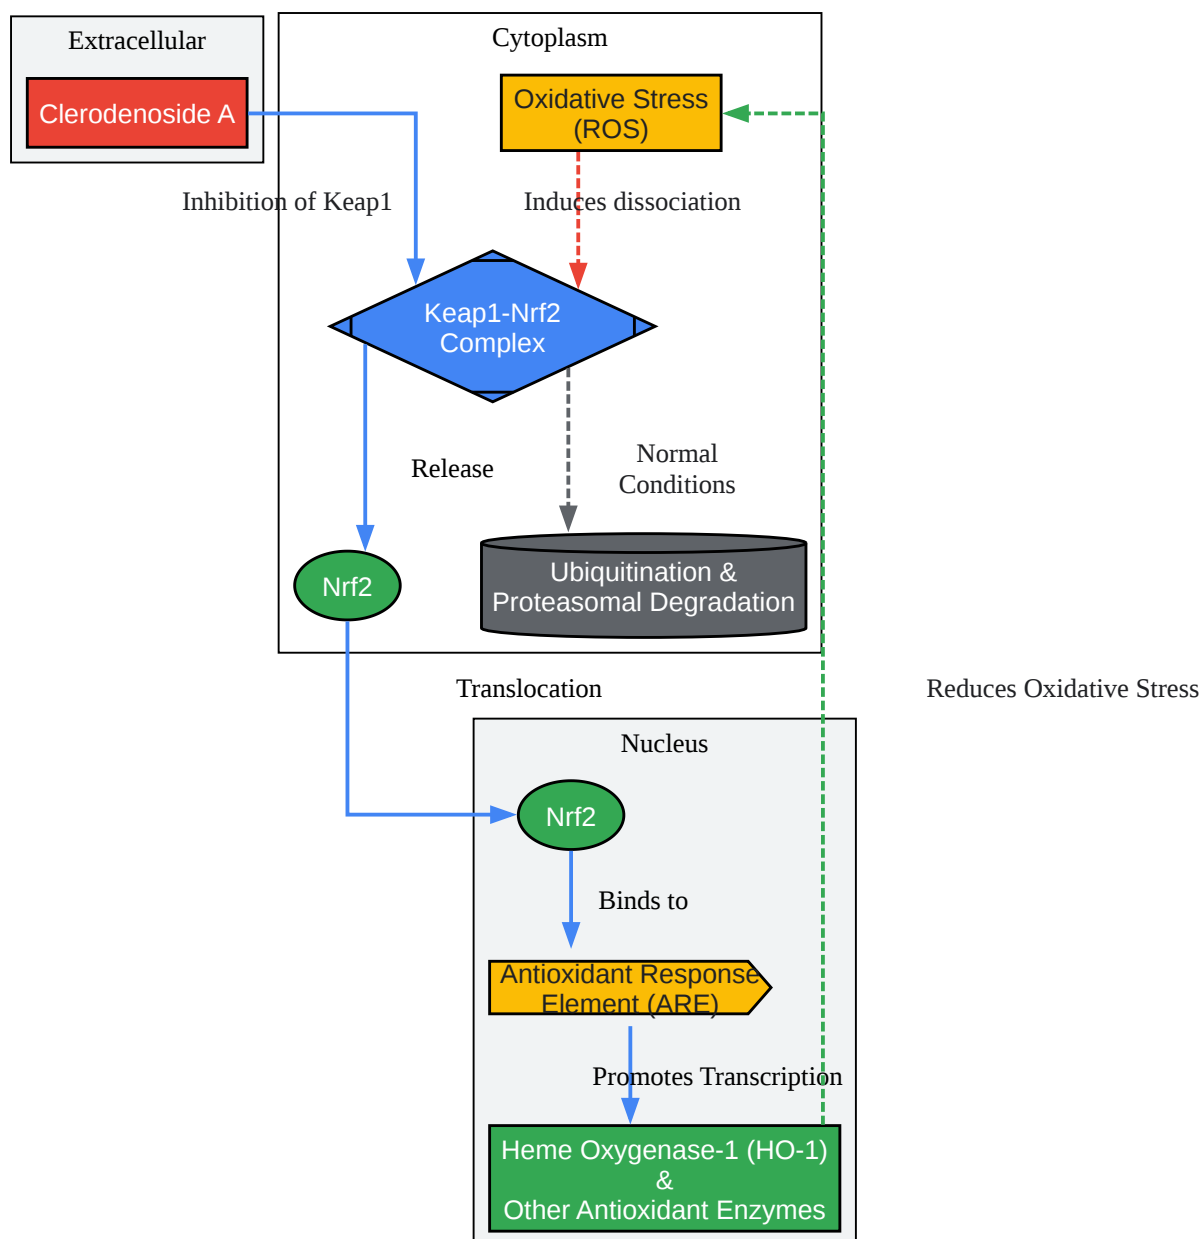 Extracellular
Cytoplasm
Clerodenoside A
Oxidative Stress
(ROS)
Inhibition of Keap1
Induces dissociation
Keap1-Nrf2
Complex
Release
Normal
Conditions
Nrf2
Ubiquitination &
Proteasomal Degradation
Translocation
Reduces Oxidative Stress
Nucleus
Nrf2
Binds to
Antioxidant Response
Element (ARE)
Promotes Transcription
Heme Oxygenase-1 (HO-1)
&
Other Antioxidant Enzymes